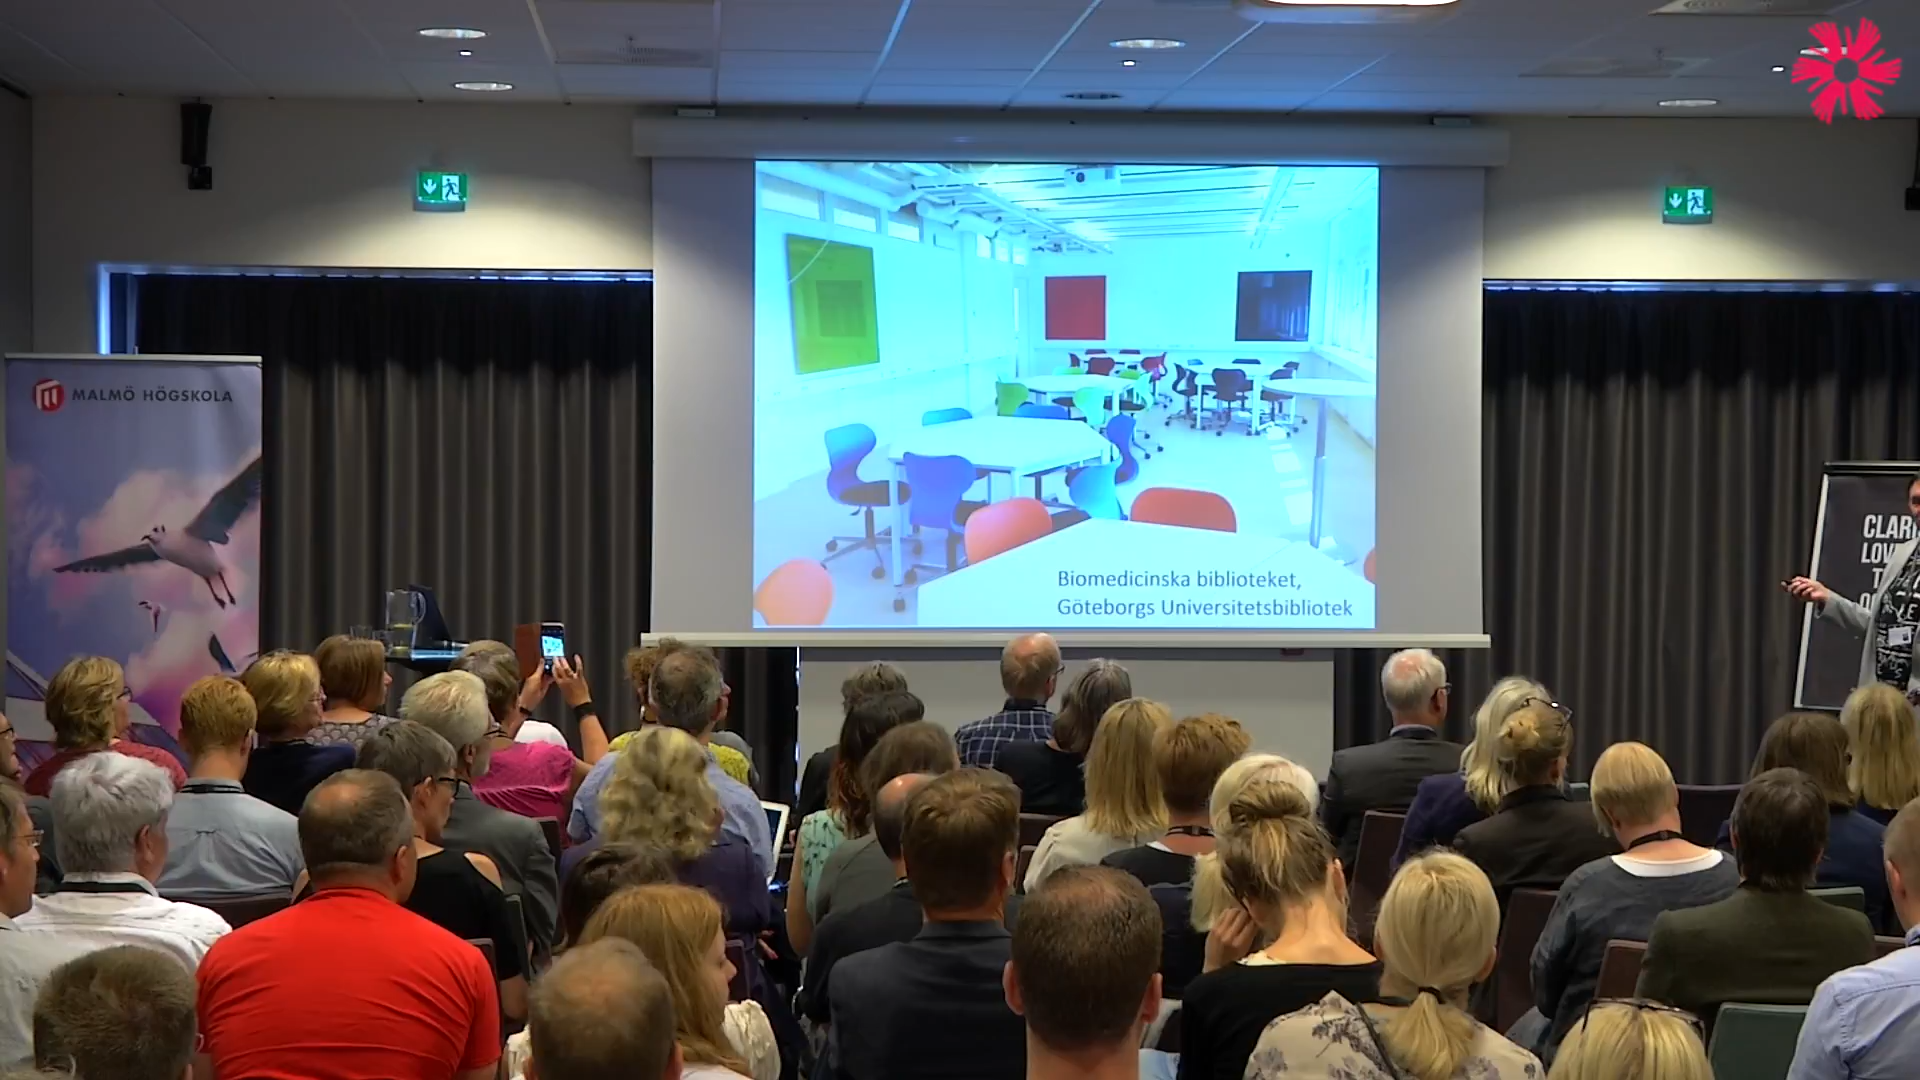 MALMÖ HÖGSKOLA
Biomedicinska biblioteket,
Göteborgs Universitetsbibliotek